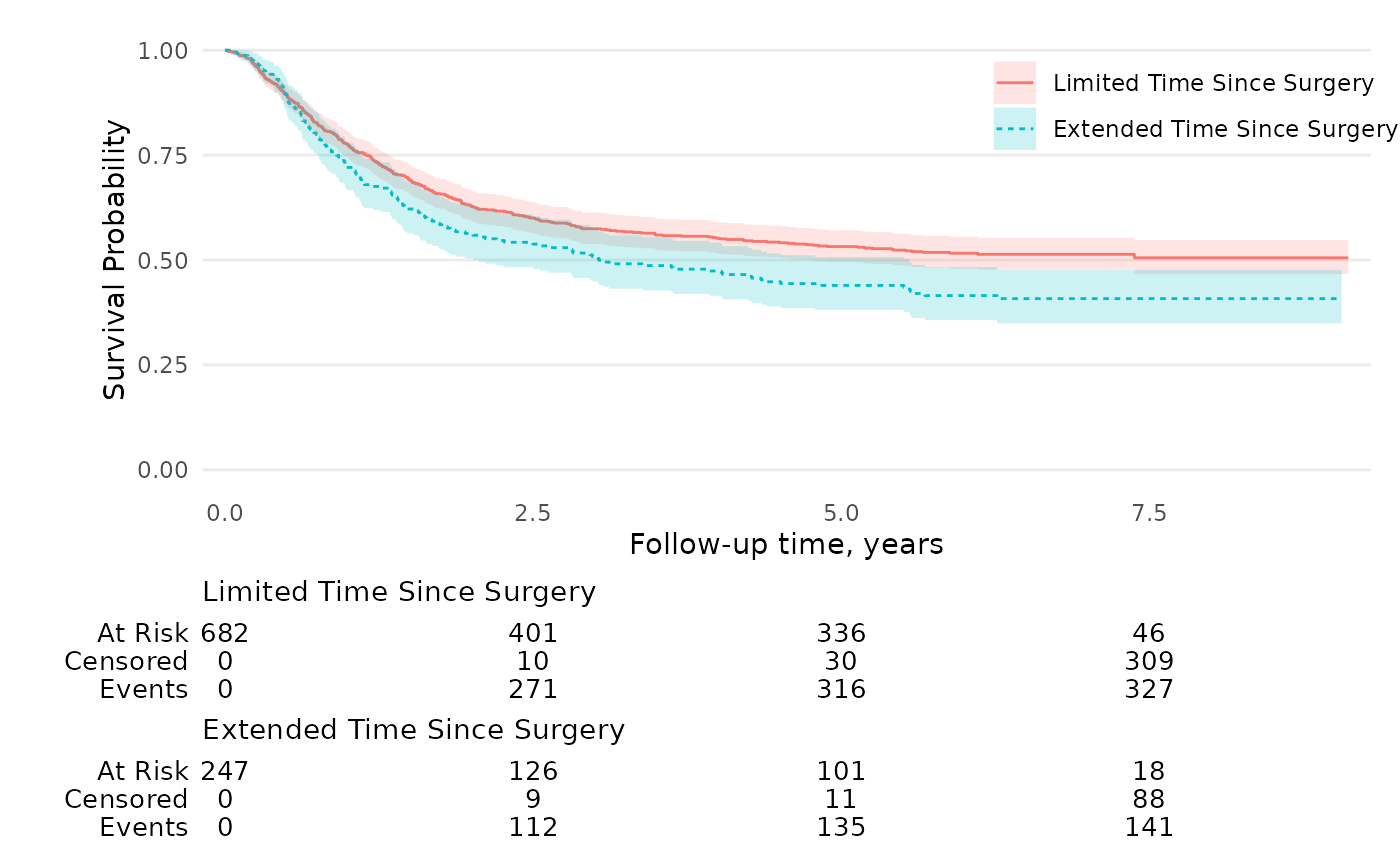 1.00
0.75
0.50
0.25
0.00
Survival Probability
Limited Time Since Surgery
Extended Time Since Surgery
0.0 2.5 5.0 7.5
Follow-up time, years
Limited Time Since Surgery
At Risk 682 401 336 46
Censored 0 10 30 309
Events 0 271 316 327
Extended Time Since Surgery
At Risk 247 126 101 18
Censored 0 9 11 88
Events 0 112 135 141